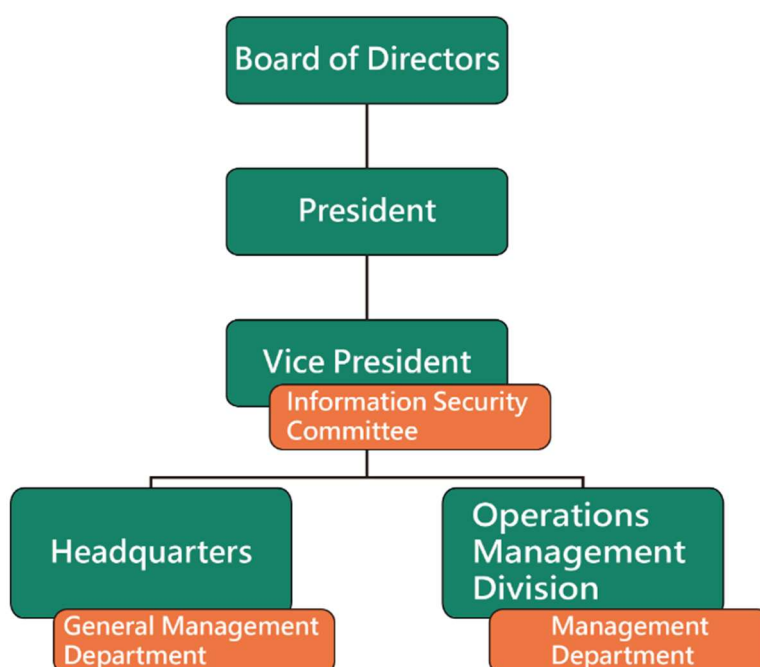 Board of Directors
President
Vice President
Information Security
Committee
Headquarters
General Management
Department
Operations
Management
Division
Management
Department